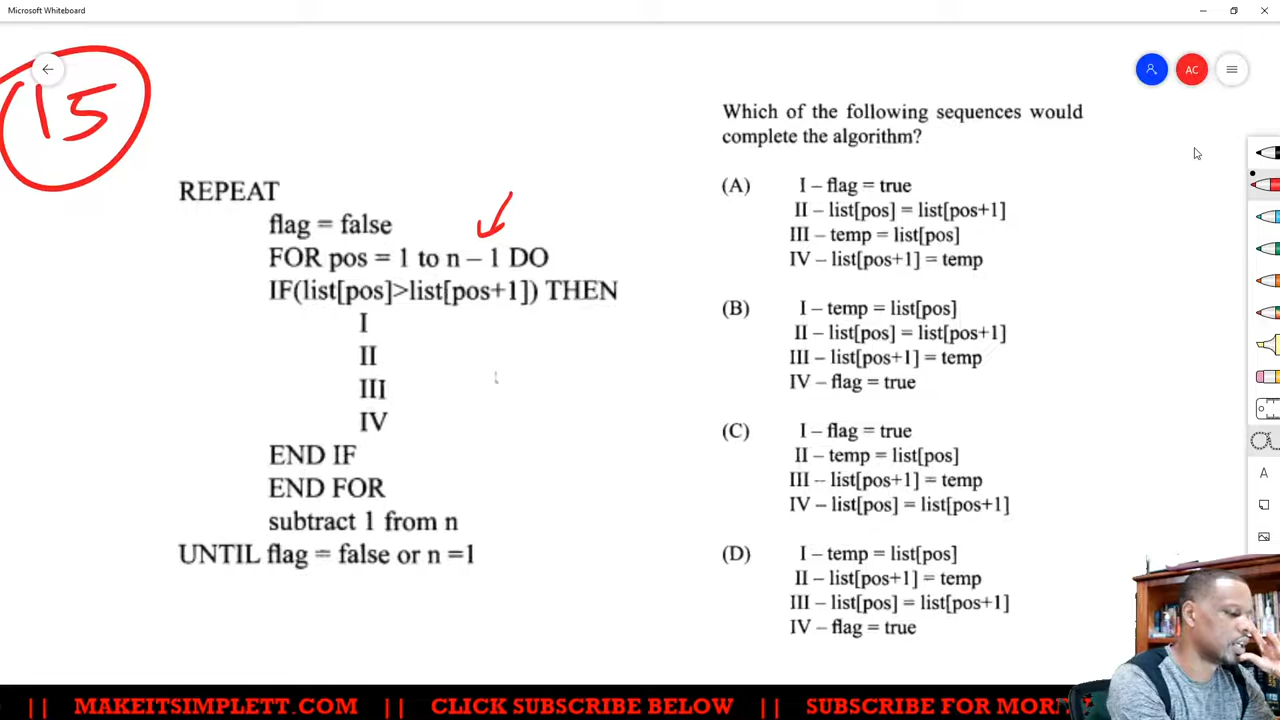 Microsoft Whiteboard
15
AC
REPEAT
flag = false
FOR pos = 1 to n – 1 DO
IF(list[pos]>list[pos+1]) THEN
I
II
III
IV
END IF
END FOR
subtract 1 from n
UNTIL flag = false or n =1
Which of the following sequences would
complete the algorithm?
(A) I – flag = true
II – list[pos] = list[pos+1]
III – temp = list[pos]
IV – list[pos+1] = temp
(B) I – temp = list[pos]
II – list[pos] = list[pos+1]
III – list[pos+1] = temp
IV – flag = true
(C) I – flag = true
II – temp = list[pos]
III – list[pos+1] = temp
IV – list[pos] = list[pos+1]
(D) I – temp = list[pos]
II – list[pos+1] = temp
III – list[pos] = list[pos+1]
IV – flag = true
A
|| MAKEITSIMPLETT.COM || CLICK SUBSCRIBE BELOW || SUBSCRIBE FOR MOR